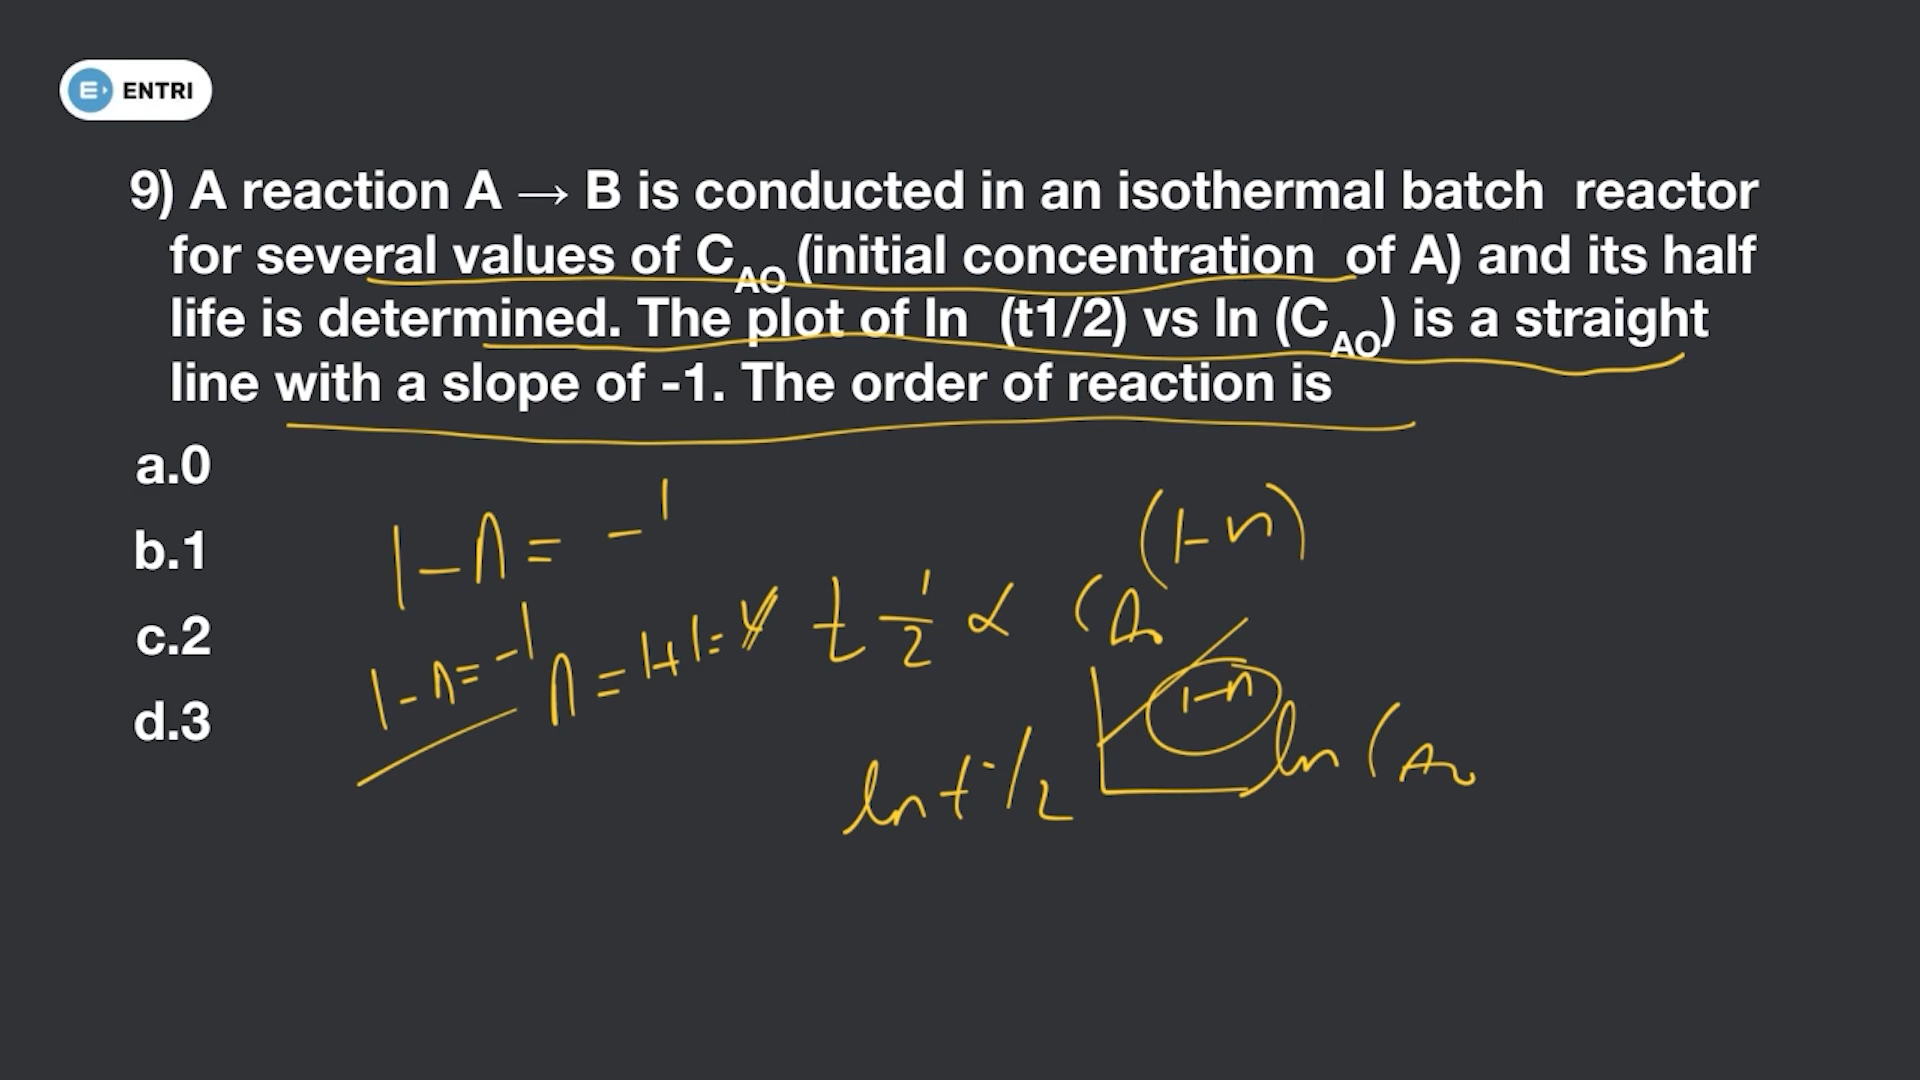 ENTRI
9) A reaction A → B is conducted in an isothermal batch reactor
for several values of C_AO (initial concentration of A) and its half
life is determined. The plot of ln (t1/2) vs ln (C_AO) is a straight
line with a slope of -1. The order of reaction is
a.0
b.1
c.2
d.3
1-n = -1
(1-n)
t 1/2 ∝ CA0
1-n=-1
n=1+1=
1-n
ln t 1/2
ln CA0